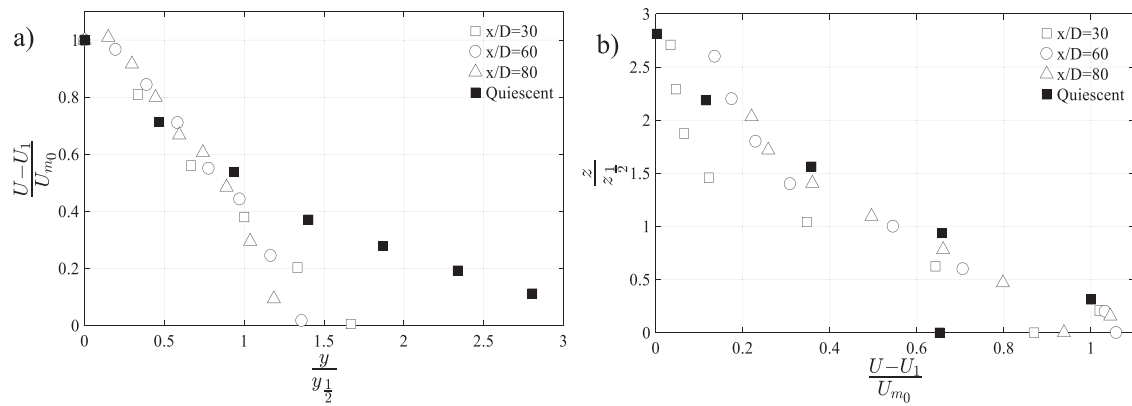 a)
1
0.8
0.6
0.4
0.2
0
U−U₁
Uₘ₀
0 0.5 1 1.5 2 2.5 3
y
y½
x/D=30
x/D=60
x/D=80
Quiescent
b)
3
2.5
2
1.5
1
0.5
0
z
z½
0 0.2 0.4 0.6 0.8 1
U−U₁
Uₘ₀
x/D=30
x/D=60
x/D=80
Quiescent